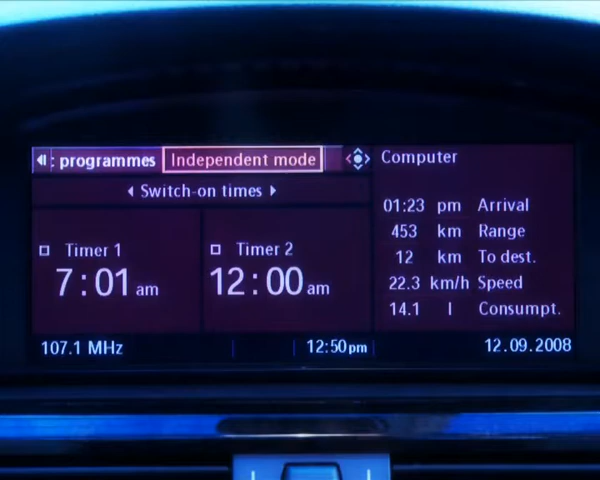 : programmes Independent mode
Switch-on times
Timer 1
7:01 am
Timer 2
12:00 am
Computer
01:23 pm Arrival
453 km Range
12 km To dest.
22.3 km/h Speed
14.1 l Consumpt.
107.1 MHz 12:50 pm 12.09.2008